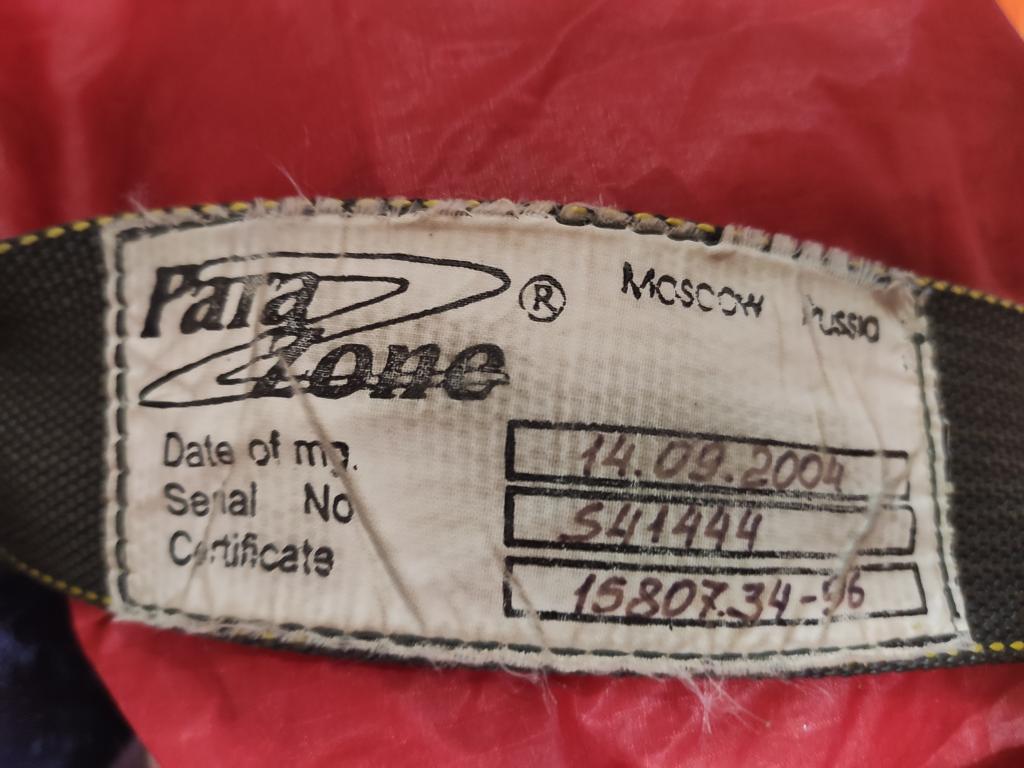 Para Zone ® Moscow Russia
Date of mg. 14.09.2004
Serial No S41444
Certificate 15807.34-96